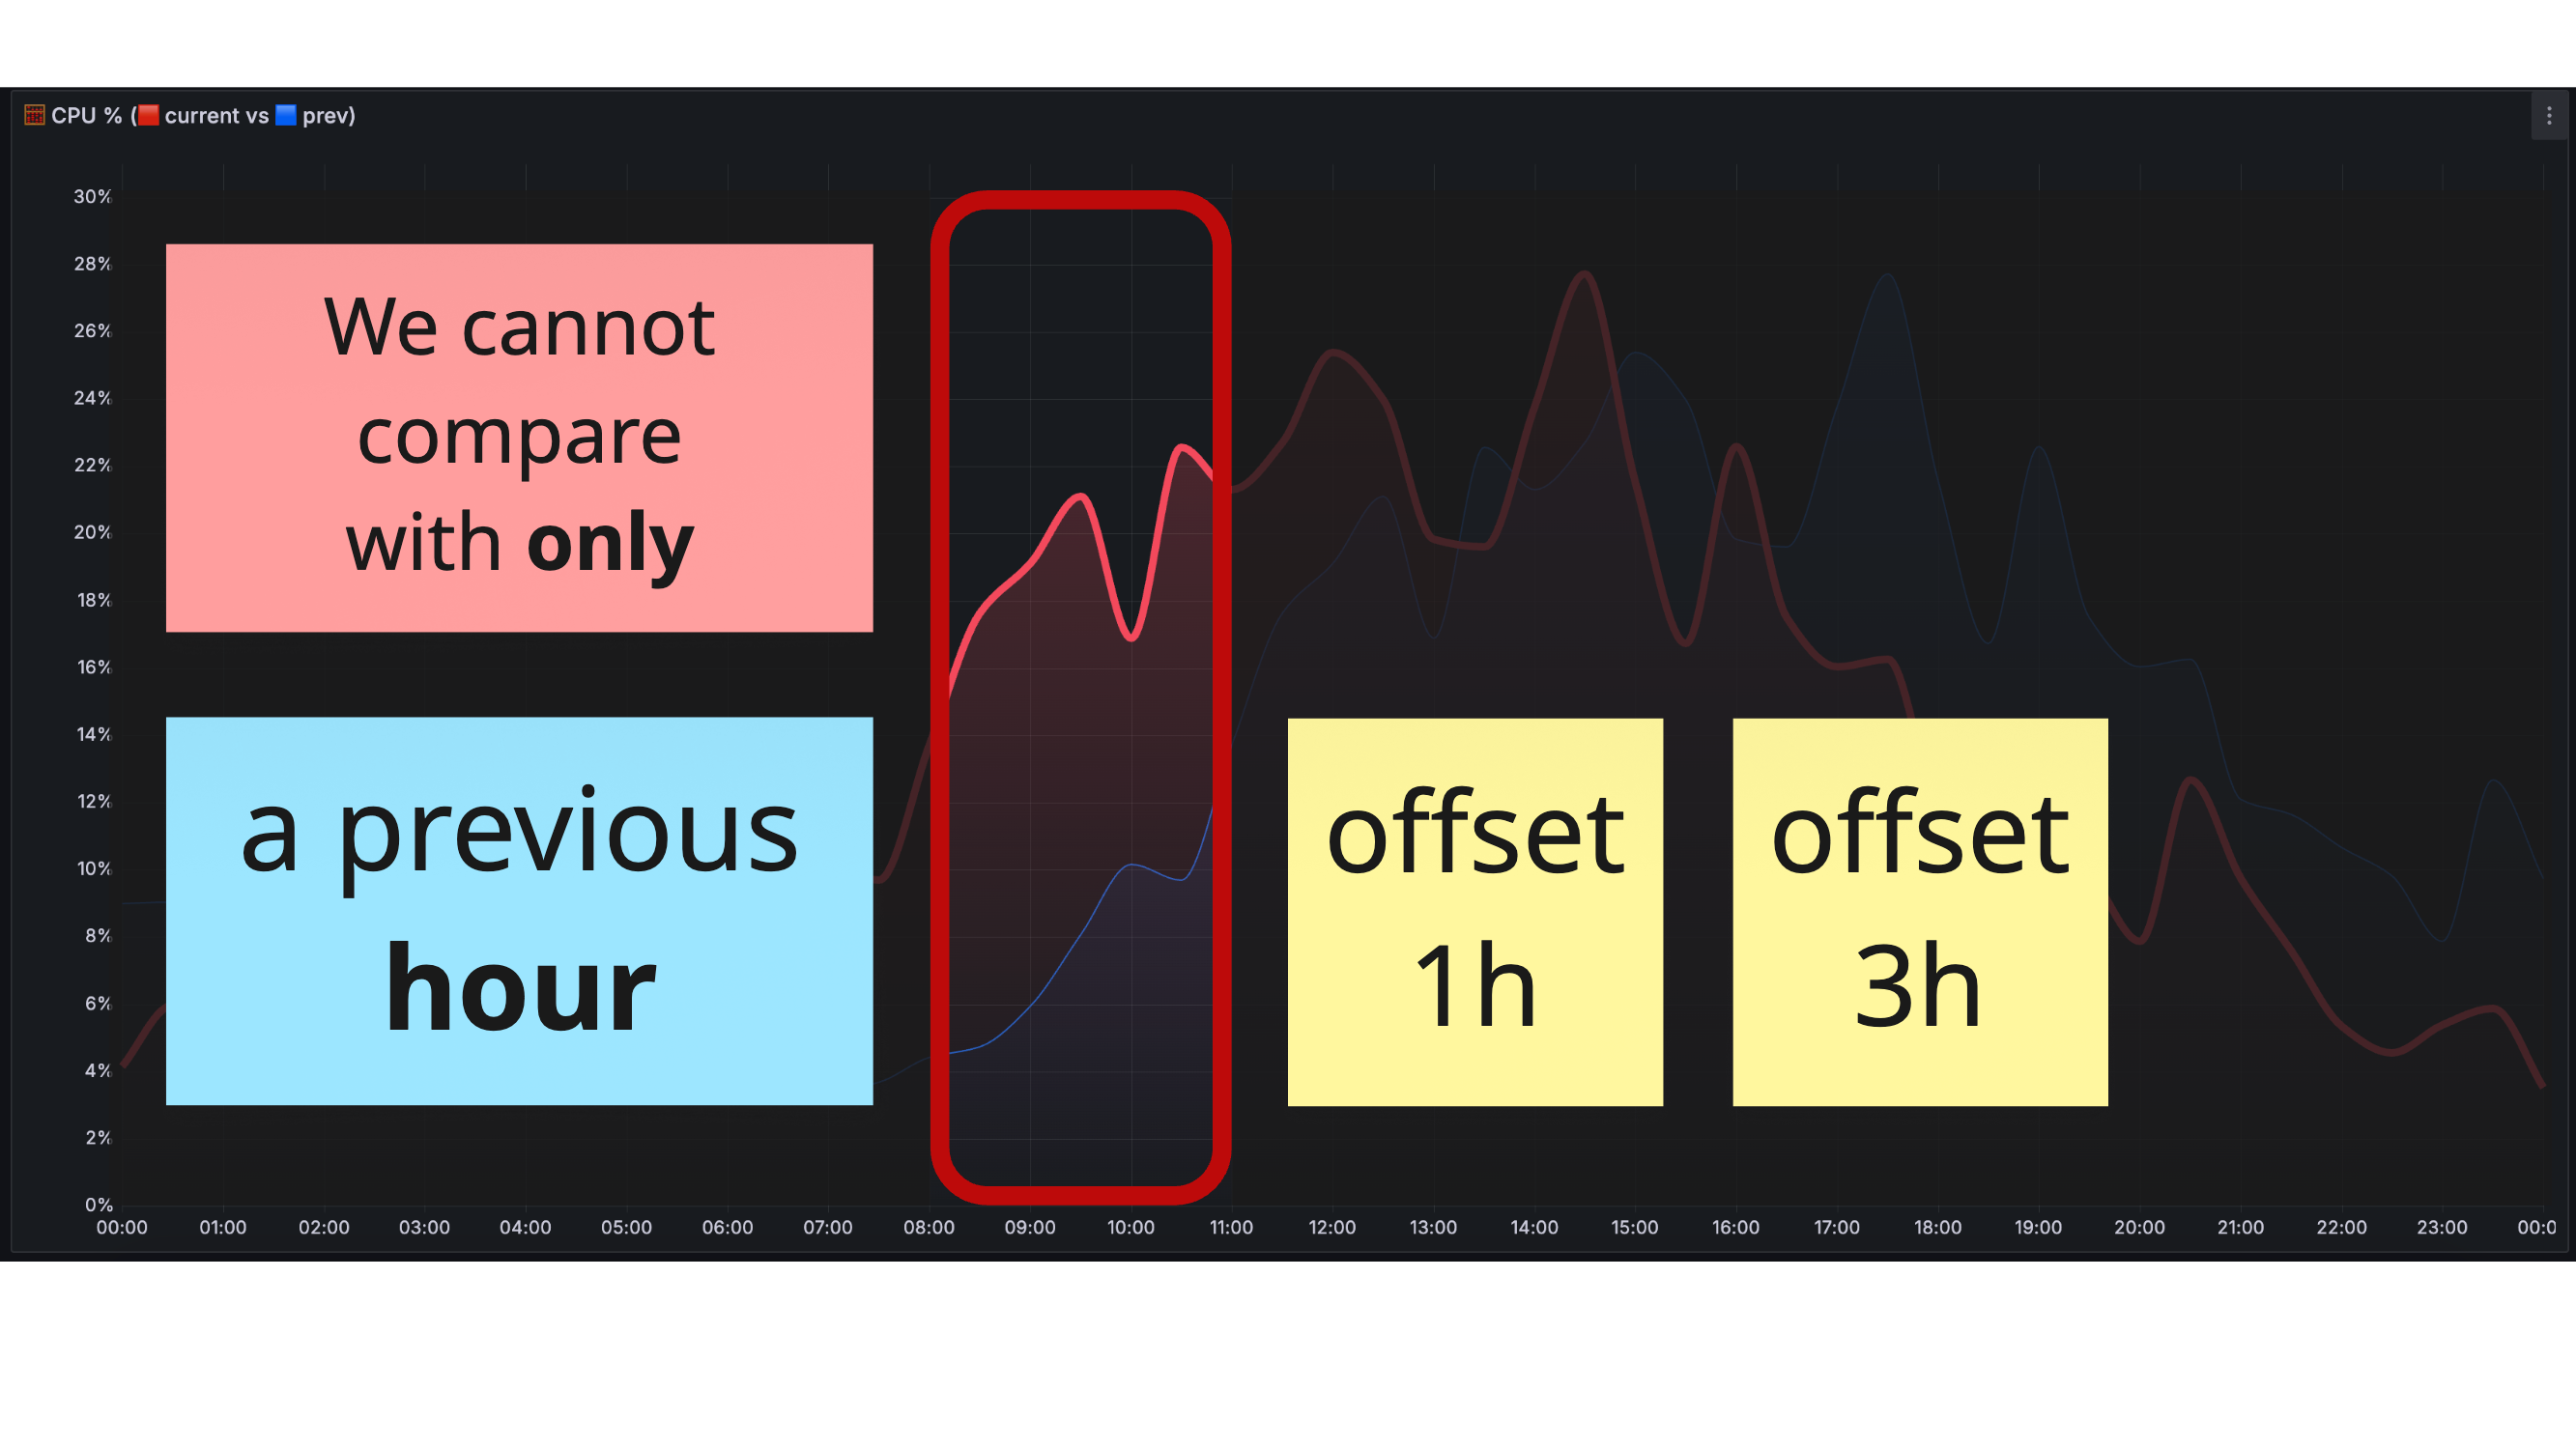 CPU % (🟥 current vs 🟦 prev)
30%
28%
26%
24%
22%
20%
18%
16%
14%
12%
10%
8%
6%
4%
2%
0%
We cannot
compare
with only
a previous
hour
offset
1h
offset
3h
00:00 01:00 02:00 03:00 04:00 05:00 06:00 07:00 08:00 09:00 10:00 11:00 12:00 13:00 14:00 15:00 16:00 17:00 18:00 19:00 20:00 21:00 22:00 23:00 00:0